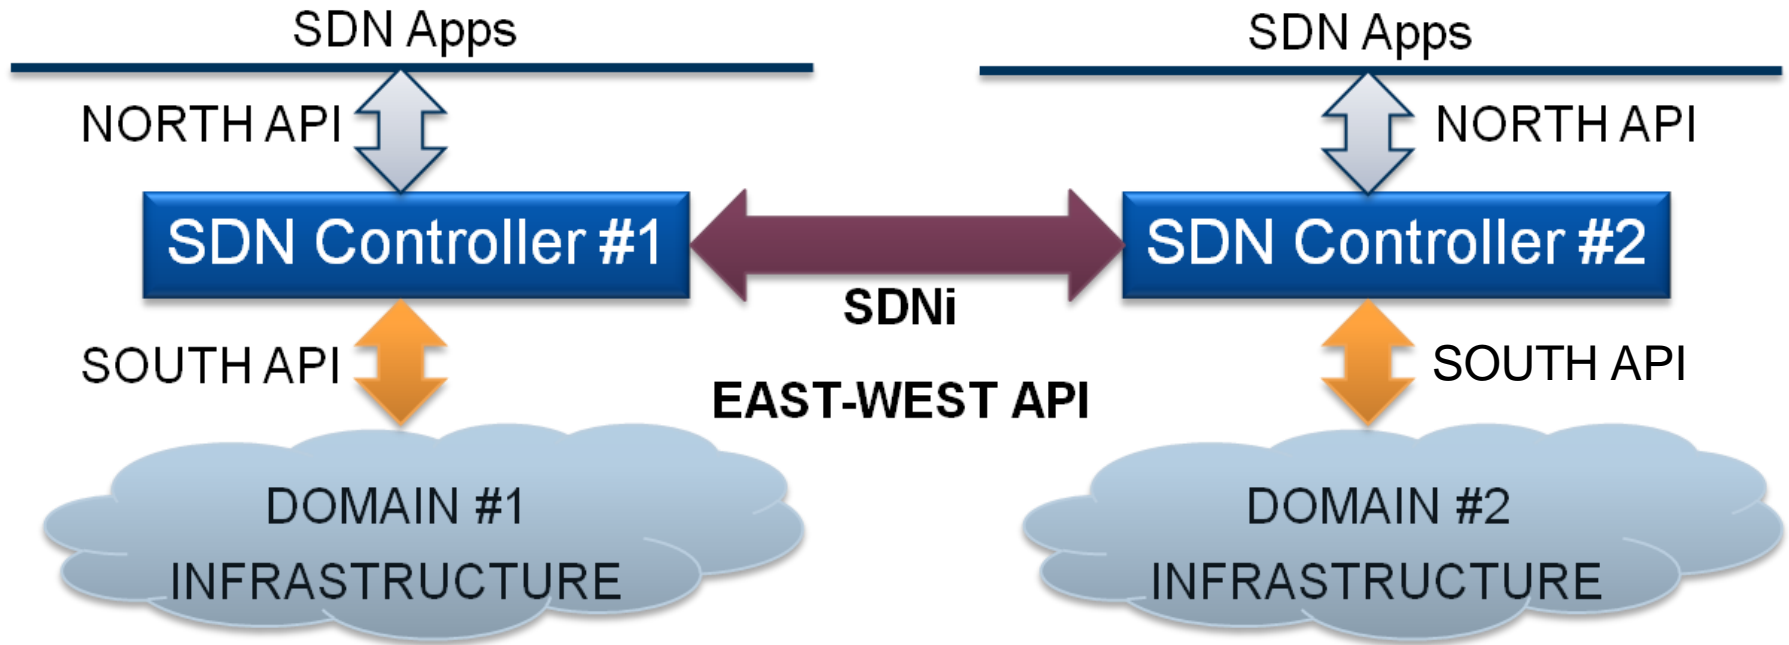 SDN Apps
SDN Apps
NORTH API
NORTH API
SDN Controller #1
SDN Controller #2
SDNi
SOUTH API
SOUTH API
EAST-WEST API
DOMAIN #1
INFRASTRUCTURE
DOMAIN #2
INFRASTRUCTURE